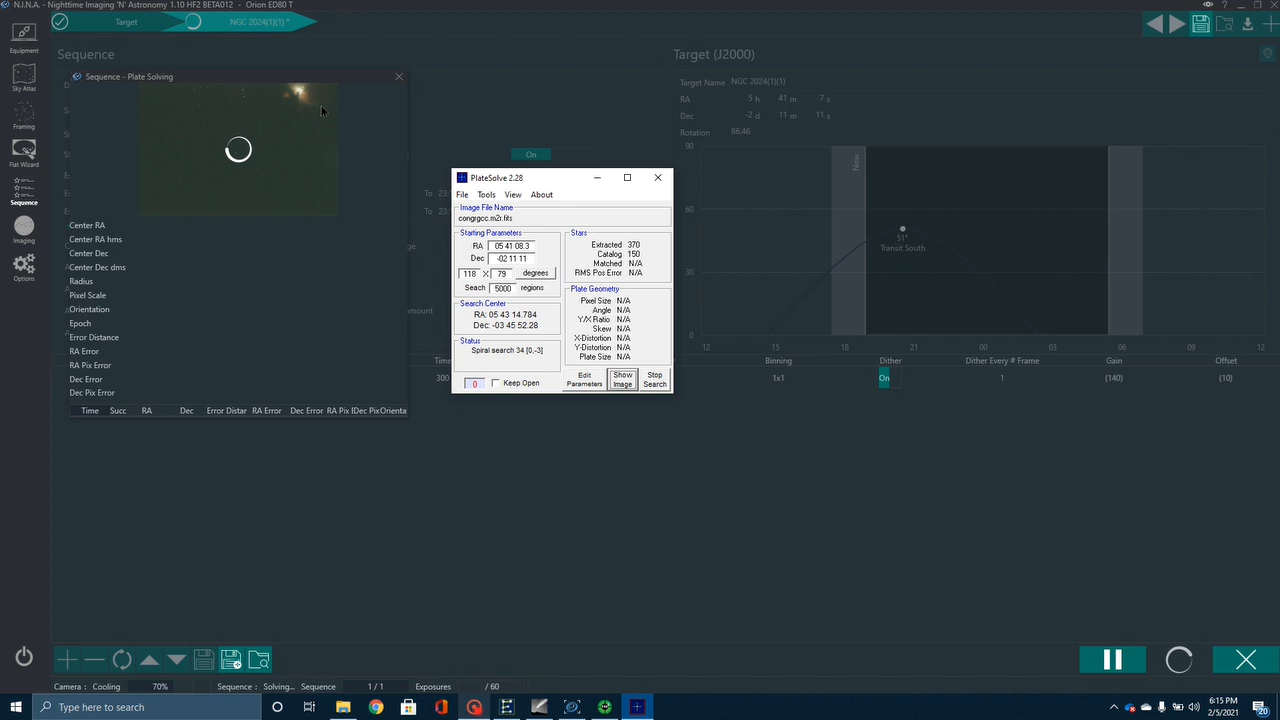 N.I.N.A. - Nighttime Imaging 'N' Astronomy 1.10 HF2 BETA012 - Orion ED80 T
Target
NGC 2024(1)(1) *
Equipment
Sky Atlas
Framing
Flat Wizard
Sequence
Imaging
Options
Sequence
Sequence - Plate Solving
Center RA
Center RA hms
Center Dec
Center Dec dms
Radius
Pixel Scale
Orientation
Epoch
Error Distance
RA Error
RA Pix Error
Dec Error
Dec Pix Error
Time Succ RA Dec Error Distar RA Error Dec Error RA Pix E Dec Pix Orienta
On
To 23:
To 23:
PlateSolve 2.28
File Tools View About
Image File Name
congrgcc.m2r.fits
Starting Parameters
RA 05 41 08.3
Dec -02 11 11
118 X 79 degrees
Seach 5000 regions
Search Center
RA: 05 43 14.784
Dec: -03 45 52.28
Status
Spiral search 34 [0,-3]
0 Keep Open
Stars
Extracted 370
Catalog 150
Matched N/A
RMS Pos Error N/A
Plate Geometry
Pixel Size N/A
Angle N/A
Y/X Ratio N/A
Skew N/A
X-Distortion N/A
Y-Distortion N/A
Plate Size N/A
Edit Parameters
Show Image
Stop Search
Target (J2000)
Target Name NGC 2024(1)(1)
RA 5 h 41 m 7 s
Dec -2 d 11 m 11 s
Rotation 86.46
90
60
30
0
Now
51°
Transit South
12 15 18 21 00 03 06 09 12
Time Binning Dither Dither Every # Frame Gain Offset
300 1x1 On 1 (140) (10)
Camera : Cooling 70% Sequence : Solving... Sequence 1 / 1 Exposures / 60
Type here to search
6:15 PM
2/5/2021
20